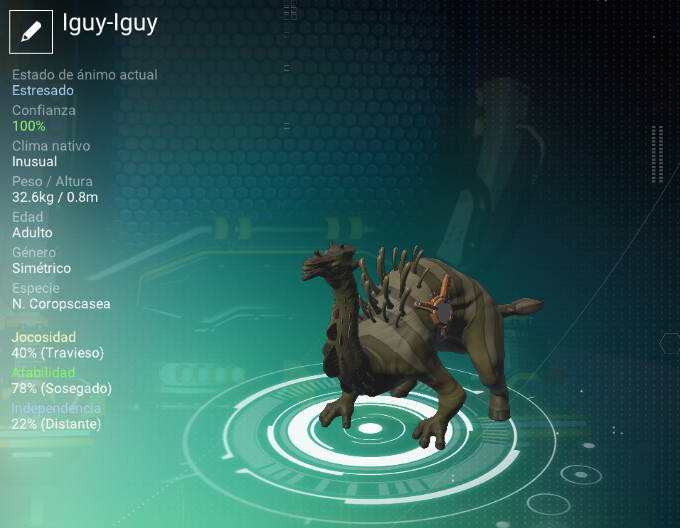 Iguy-Iguy
Estado de ánimo actual
Estresado
Confianza
100%
Clima nativo
Inusual
Peso / Altura
32.6kg / 0.8m
Edad
Adulto
Género
Simétrico
Especie
N. Coropscasea
Jocosidad
40% (Travieso)
Afabilidad
78% (Sosegado)
Independencia
22% (Distante)